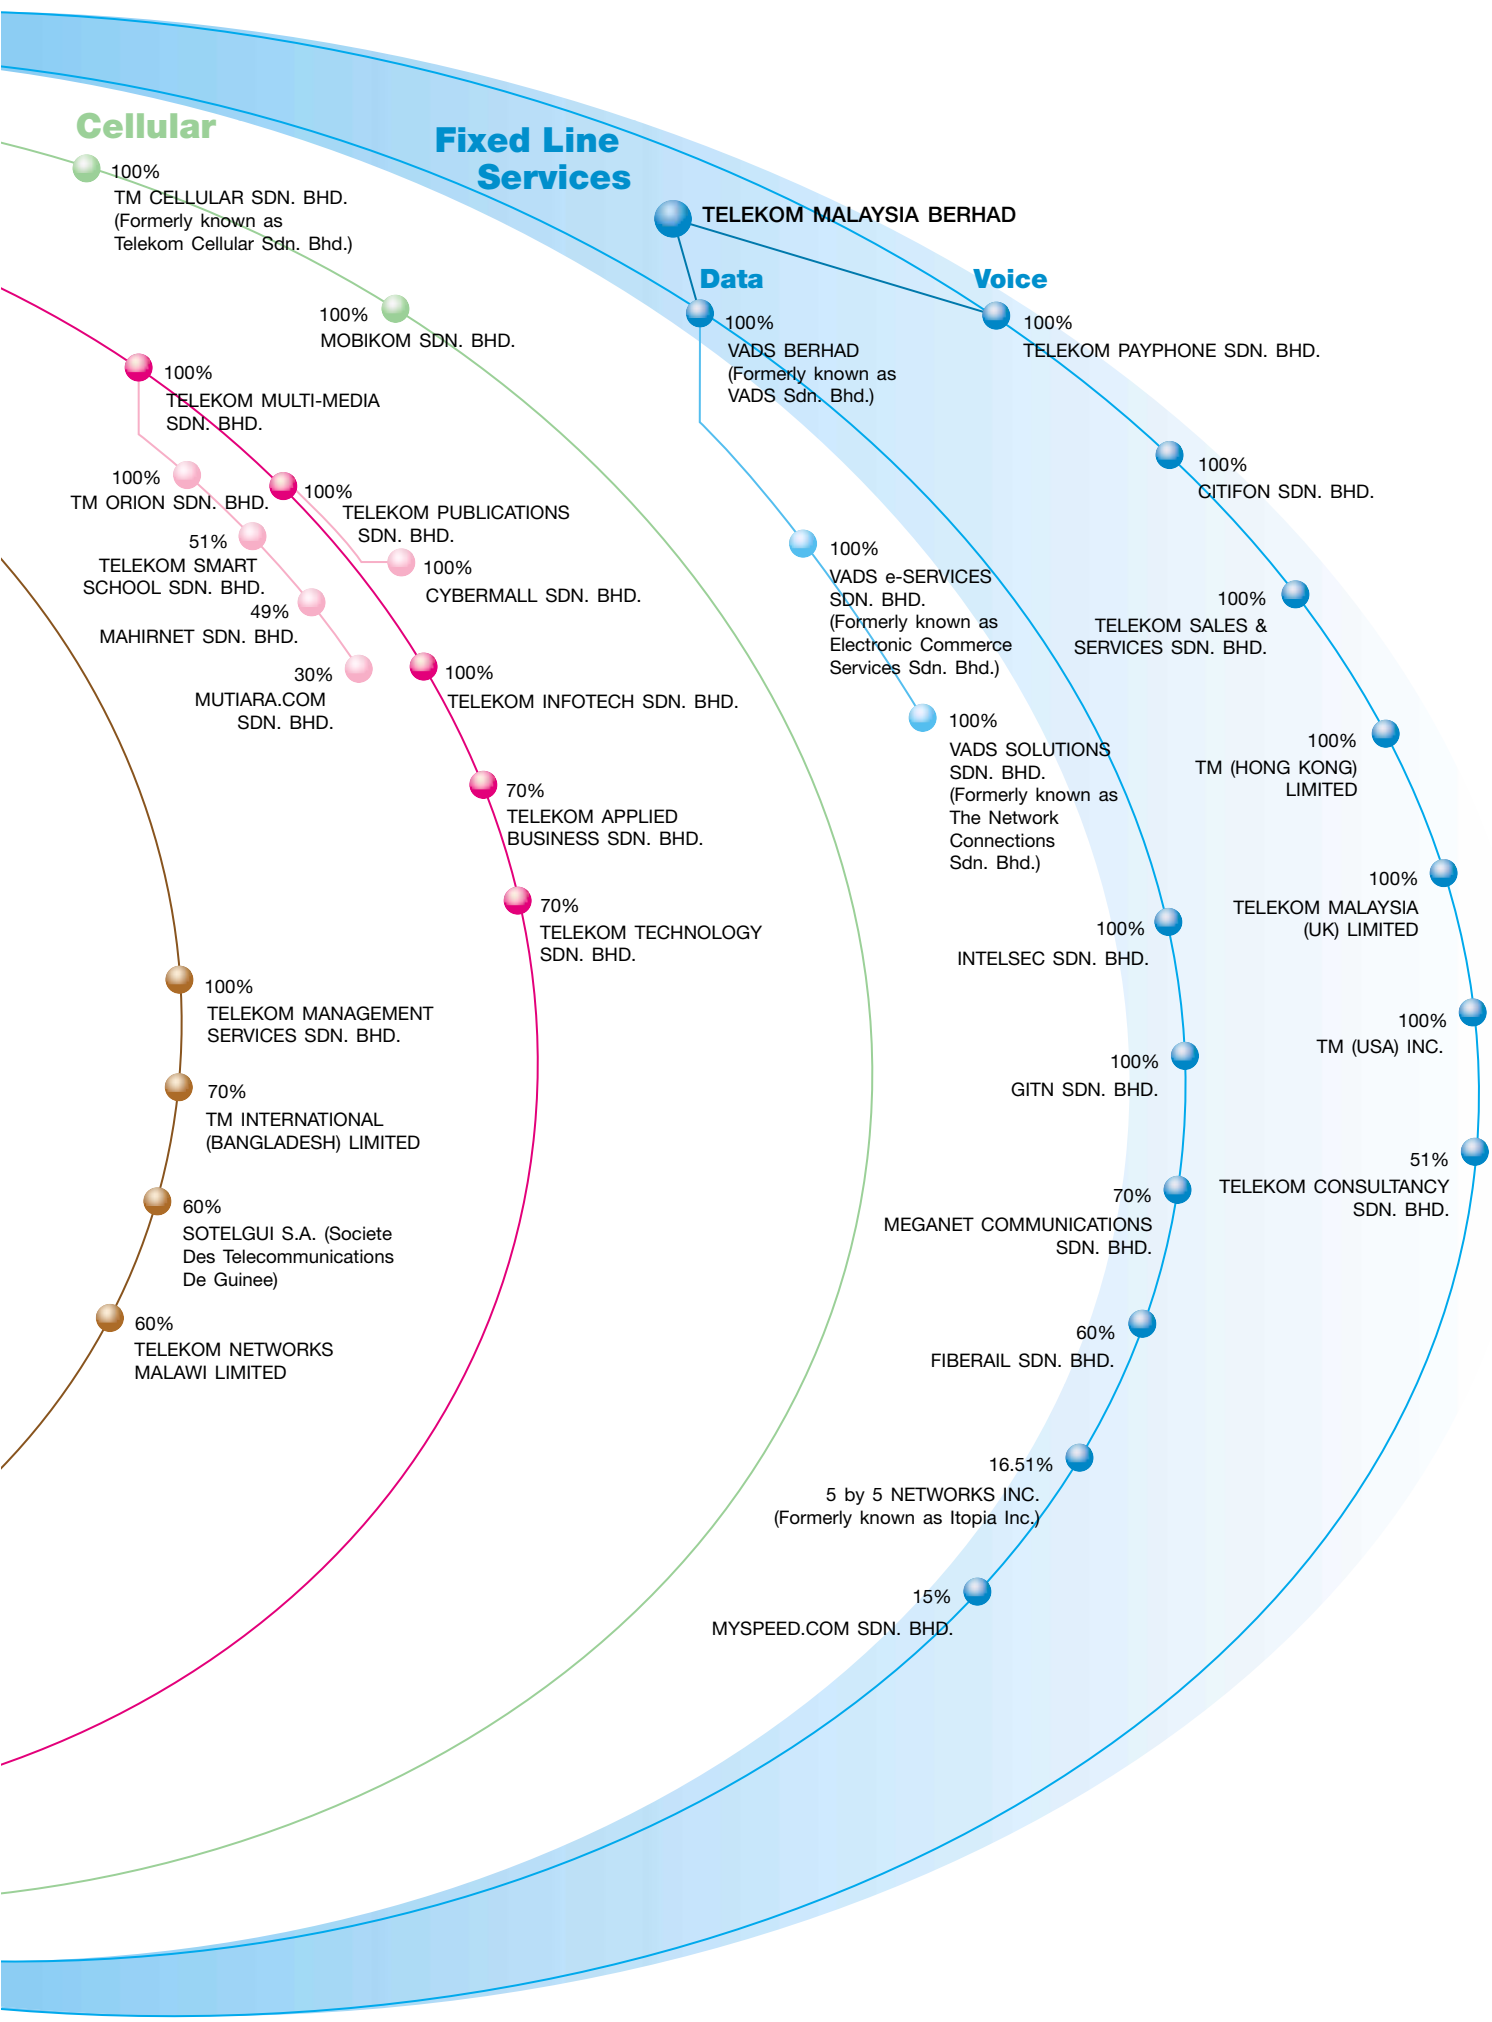 Cellular
100%
TM CELLULAR SDN. BHD.
(Formerly known as
Telekom Cellular Sdn. Bhd.)
100%
MOBIKOM SDN. BHD.
100%
TELEKOM MULTI-MEDIA
SDN. BHD.
100%
TM ORION SDN. BHD.
51%
TELEKOM SMART
SCHOOL SDN. BHD.
49%
MAHIRNET SDN. BHD.
30%
MUTIARA.COM
SDN. BHD.
100%
TELEKOM PUBLICATIONS
SDN. BHD.
100%
CYBERMALL SDN. BHD.
100%
TELEKOM INFOTECH SDN. BHD.
70%
TELEKOM APPLIED
BUSINESS SDN. BHD.
70%
TELEKOM TECHNOLOGY
SDN. BHD.
100%
TELEKOM MANAGEMENT
SERVICES SDN. BHD.
70%
TM INTERNATIONAL
(BANGLADESH) LIMITED
60%
SOTELGUI S.A. (Societe
Des Telecommunications
De Guinee)
60%
TELEKOM NETWORKS
MALAWI LIMITED
Fixed Line
Services
TELEKOM MALAYSIA BERHAD
Data
100%
VADS BERHAD
(Formerly known as
VADS Sdn. Bhd.)
100%
VADS e-SERVICES
SDN. BHD.
(Formerly known as
Electronic Commerce
Services Sdn. Bhd.)
100%
VADS SOLUTIONS
SDN. BHD.
(Formerly known as
The Network
Connections
Sdn. Bhd.)
100%
INTELSEC SDN. BHD.
100%
GITN SDN. BHD.
70%
MEGANET COMMUNICATIONS
SDN. BHD.
60%
FIBERAIL SDN. BHD.
16.51%
5 by 5 NETWORKS INC.
(Formerly known as Itopia Inc.)
15%
MYSPEED.COM SDN. BHD.
Voice
100%
TELEKOM PAYPHONE SDN. BHD.
100%
CITIFON SDN. BHD.
100%
TELEKOM SALES &
SERVICES SDN. BHD.
100%
TM (HONG KONG)
LIMITED
100%
TELEKOM MALAYSIA
(UK) LIMITED
100%
TM (USA) INC.
51%
TELEKOM CONSULTANCY
SDN. BHD.